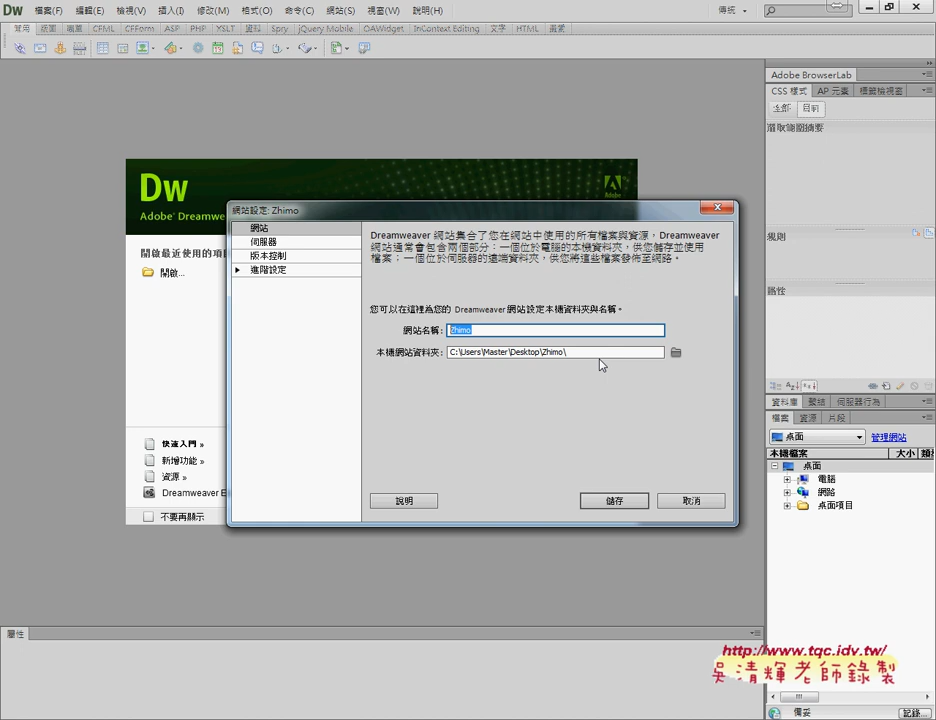 Dw 檔案(F) 編輯(E) 檢視(V) 插入(I) 修改(M) 格式(O) 命令(C) 網站(S) 視窗(W) 說明(H) 傳統
常用 版面 表單 CFML CFForm ASP PHP XSLT 資料 Spry jQuery Mobile OAWidget InContext Editing 文字 HTML 最愛
Adobe BrowserLab
CSS 樣式 AP 元素 標籤檢視窗
全部 目前
選取範圍摘要
規則
屬性
Dw
Adobe
Adobe® Dreamwe
開啟最近使用的項
開啟...
快速入門 »
新增功能 »
資源 »
Dreamweaver E
不要再顯示
網站設定: Zhimo
網站
伺服器
版本控制
進階設定
Dreamweaver 網站集合了您在網站中使用的所有檔案與資源，Dreamweaver
網站通常會包含兩個部分：一個位於電腦的本機資料夾，供您儲存並使用
檔案；一個位於伺服器的遠端資料夾，供您將這些檔案發佈至網路。
您可以在這裡為您的 Dreamweaver 網站設定本機資料夾與名稱。
網站名稱: Zhimo
本機網站資料夾: C:\Users\Master\Desktop\Zhimo\
說明 儲存 取消
資料庫 繫結 伺服器行為
檔案 資源 片段
桌面 管理網站
本機檔案 大小 類
桌面
電腦
網路
桌面項目
屬性
http://www.tqc.idv.tw/
吳清輝老師錄製
備妥 記錄...